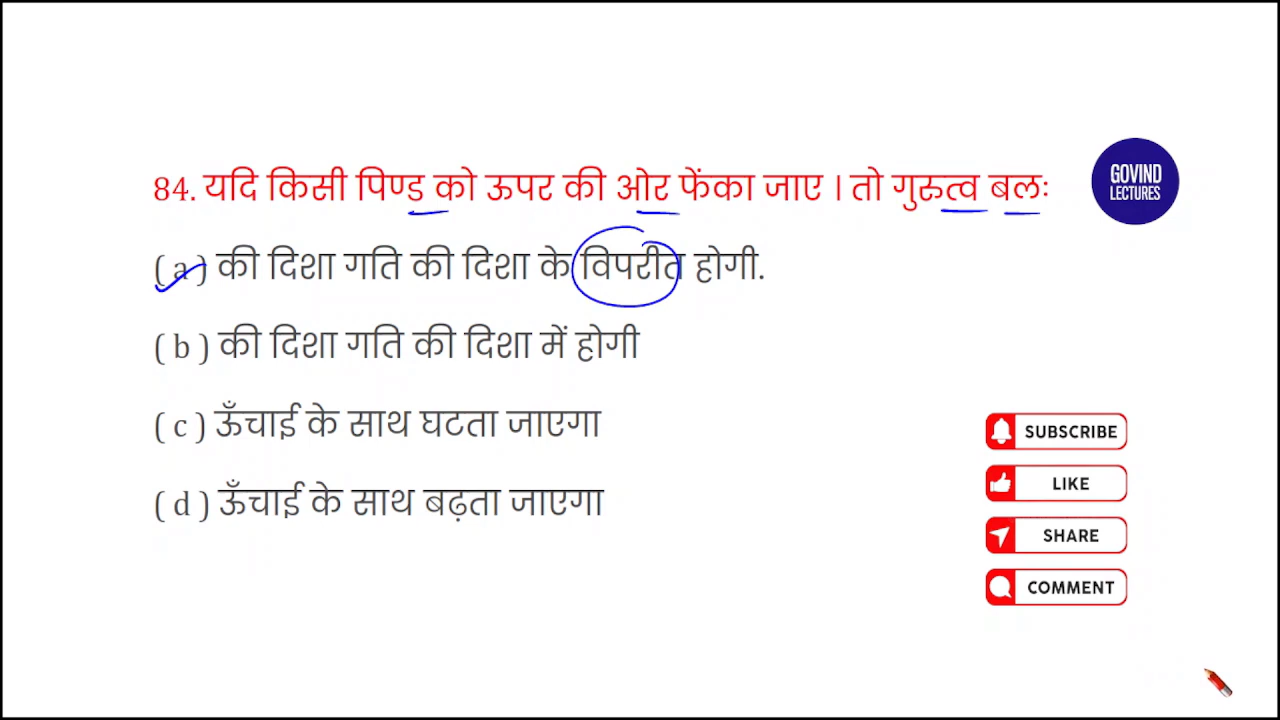 84. यदि किसी पिण्ड को ऊपर की ओर फेंका जाए । तो गुरुत्व बलः
GOVIND
LECTURES
( a ) की दिशा गति की दिशा के विपरीत होगी.
( b ) की दिशा गति की दिशा में होगी
( c ) ऊँचाई के साथ घटता जाएगा
( d ) ऊँचाई के साथ बढ़ता जाएगा
SUBSCRIBE
LIKE
SHARE
COMMENT